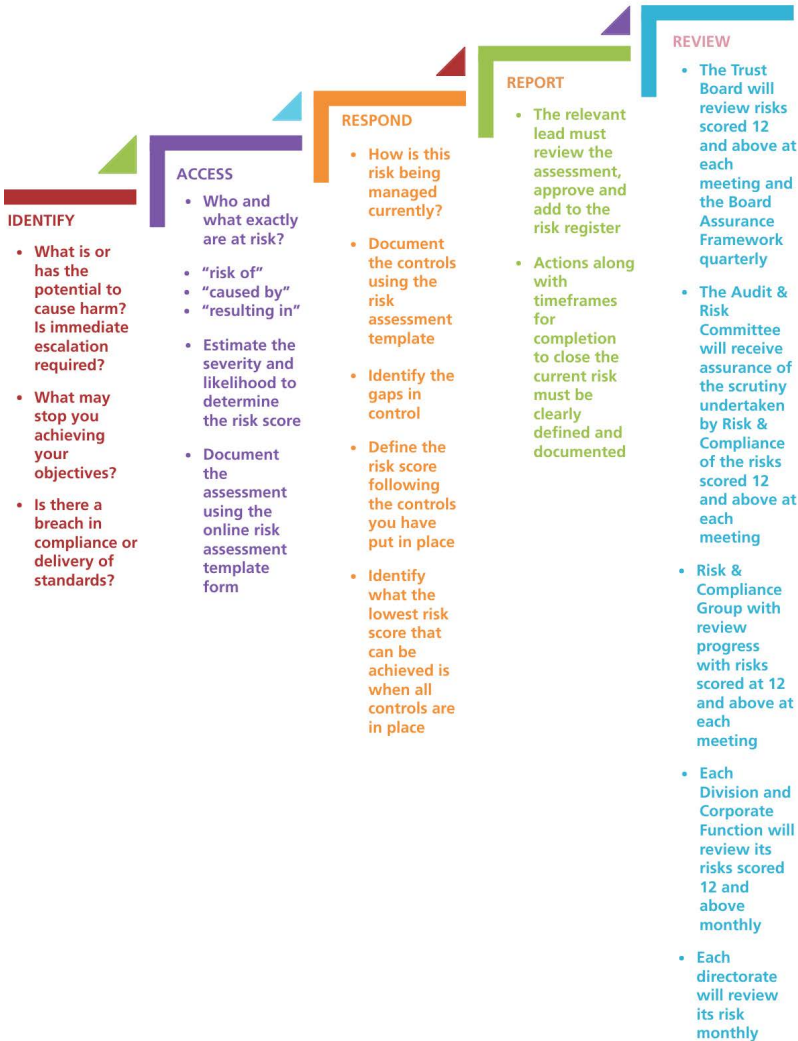 IDENTIFY
• What is or
has the
potential to
cause harm?
Is immediate
escalation
required?
• What may
stop you
achieving
your
objectives?
• Is there a
breach in
compliance or
delivery of
standards?
ACCESS
• Who and
what exactly
are at risk?
• “risk of”
• “caused by”
• “resulting in”
• Estimate the
severity and
likelihood to
determine
the risk score
• Document
the
assessment
using the
online risk
assessment
template
form
RESPOND
• How is this
risk being
managed
currently?
• Document
the controls
using the
risk
assessment
template
• Identify the
gaps in
control
• Define the
risk score
following
the controls
you have
put in place
• Identify
what the
lowest risk
score that
can be
achieved is
when all
controls are
in place
REPORT
• The relevant
lead must
review the
assessment,
approve and
add to the
risk register
• Actions along
with
timeframes
for
completion
to close the
current risk
must be
clearly
defined and
documented
REVIEW
• The Trust
Board will
review risks
scored 12
and above at
each
meeting and
the Board
Assurance
Framework
quarterly
• The Audit &
Risk
Committee
will receive
assurance of
the scrutiny
undertaken
by Risk &
Compliance
of the risks
scored 12
and above at
each
meeting
• Risk &
Compliance
Group with
review
progress
with risks
scored at 12
and above at
each
meeting
• Each
Division and
Corporate
Function will
review its
risks scored
12 and
above
monthly
• Each
directorate
will review
its risk
monthly